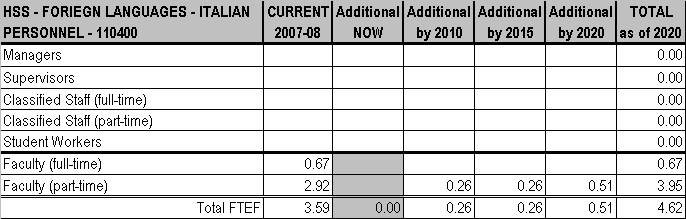 HSS - FORIEGN LANGUAGES - ITALIAN CURRENT Additional Additional Additional Additional TOTAL
PERSONNEL - 110400 2007-08 NOW by 2010 by 2015 by 2020 as of 2020
Managers 0.00
Supervisors 0.00
Classified Staff (full-time) 0.00
Classified Staff (part-time) 0.00
Student Workers 0.00
Faculty (full-time) 0.67 0.67
Faculty (part-time) 2.92 0.26 0.26 0.51 3.95
Total FTEF 3.59 0.00 0.26 0.26 0.51 4.62